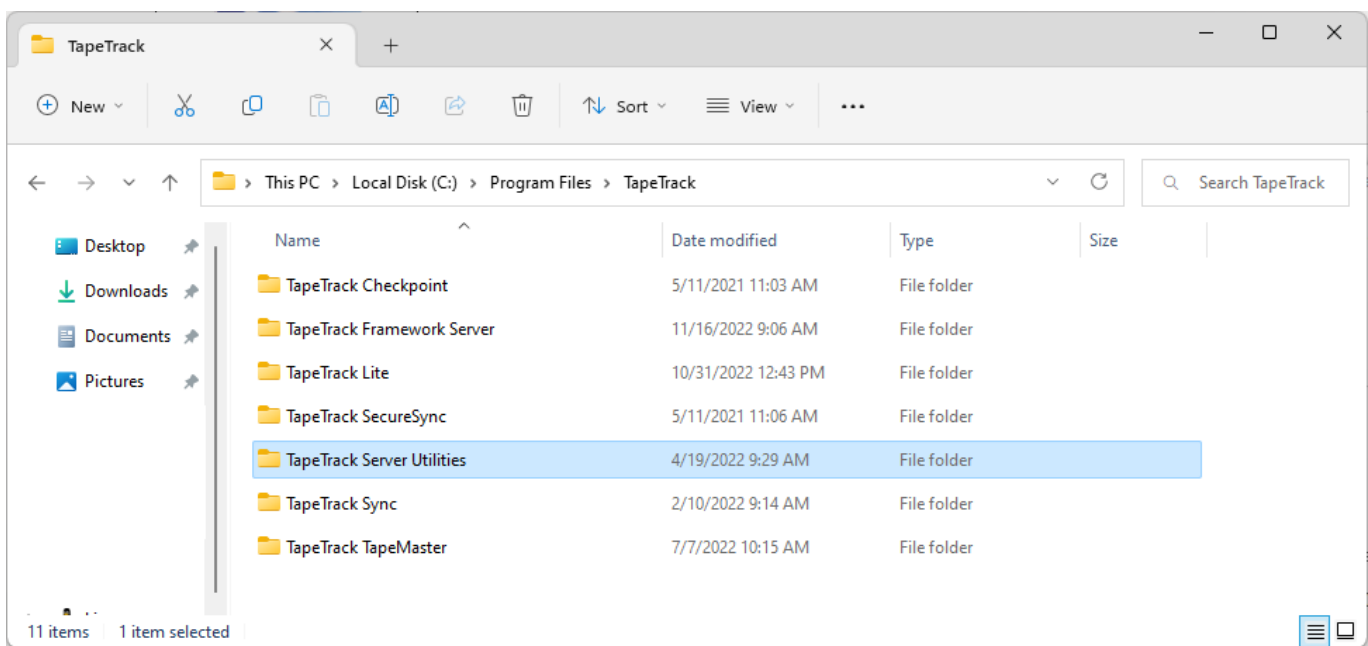 TapeTrack
New
Sort
View
This PC > Local Disk (C:) > Program Files > TapeTrack
Search TapeTrack
Desktop
Downloads
Documents
Pictures
Name Date modified Type Size
TapeTrack Checkpoint 5/11/2021 11:03 AM File folder
TapeTrack Framework Server 11/16/2022 9:06 AM File folder
TapeTrack Lite 10/31/2022 12:43 PM File folder
TapeTrack SecureSync 5/11/2021 11:06 AM File folder
TapeTrack Server Utilities 4/19/2022 9:29 AM File folder
TapeTrack Sync 2/10/2022 9:14 AM File folder
TapeTrack TapeMaster 7/7/2022 10:15 AM File folder
11 items 1 item selected